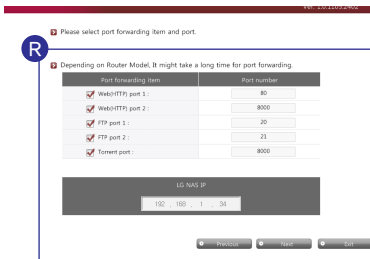 Ver. 1.0.1105.2402
Please select port forwarding item and port.
R
Depending on Router Model, It might take a long time for port forwarding.
Port forwarding item Port number
Web(HTTP) port 1 : 80
Web(HTTP) port 2 : 8000
FTP port 1 : 20
FTP port 2 : 21
Torrent port : 8000
LG NAS IP
192 . 168 . 1 . 34
Previous Next Exit